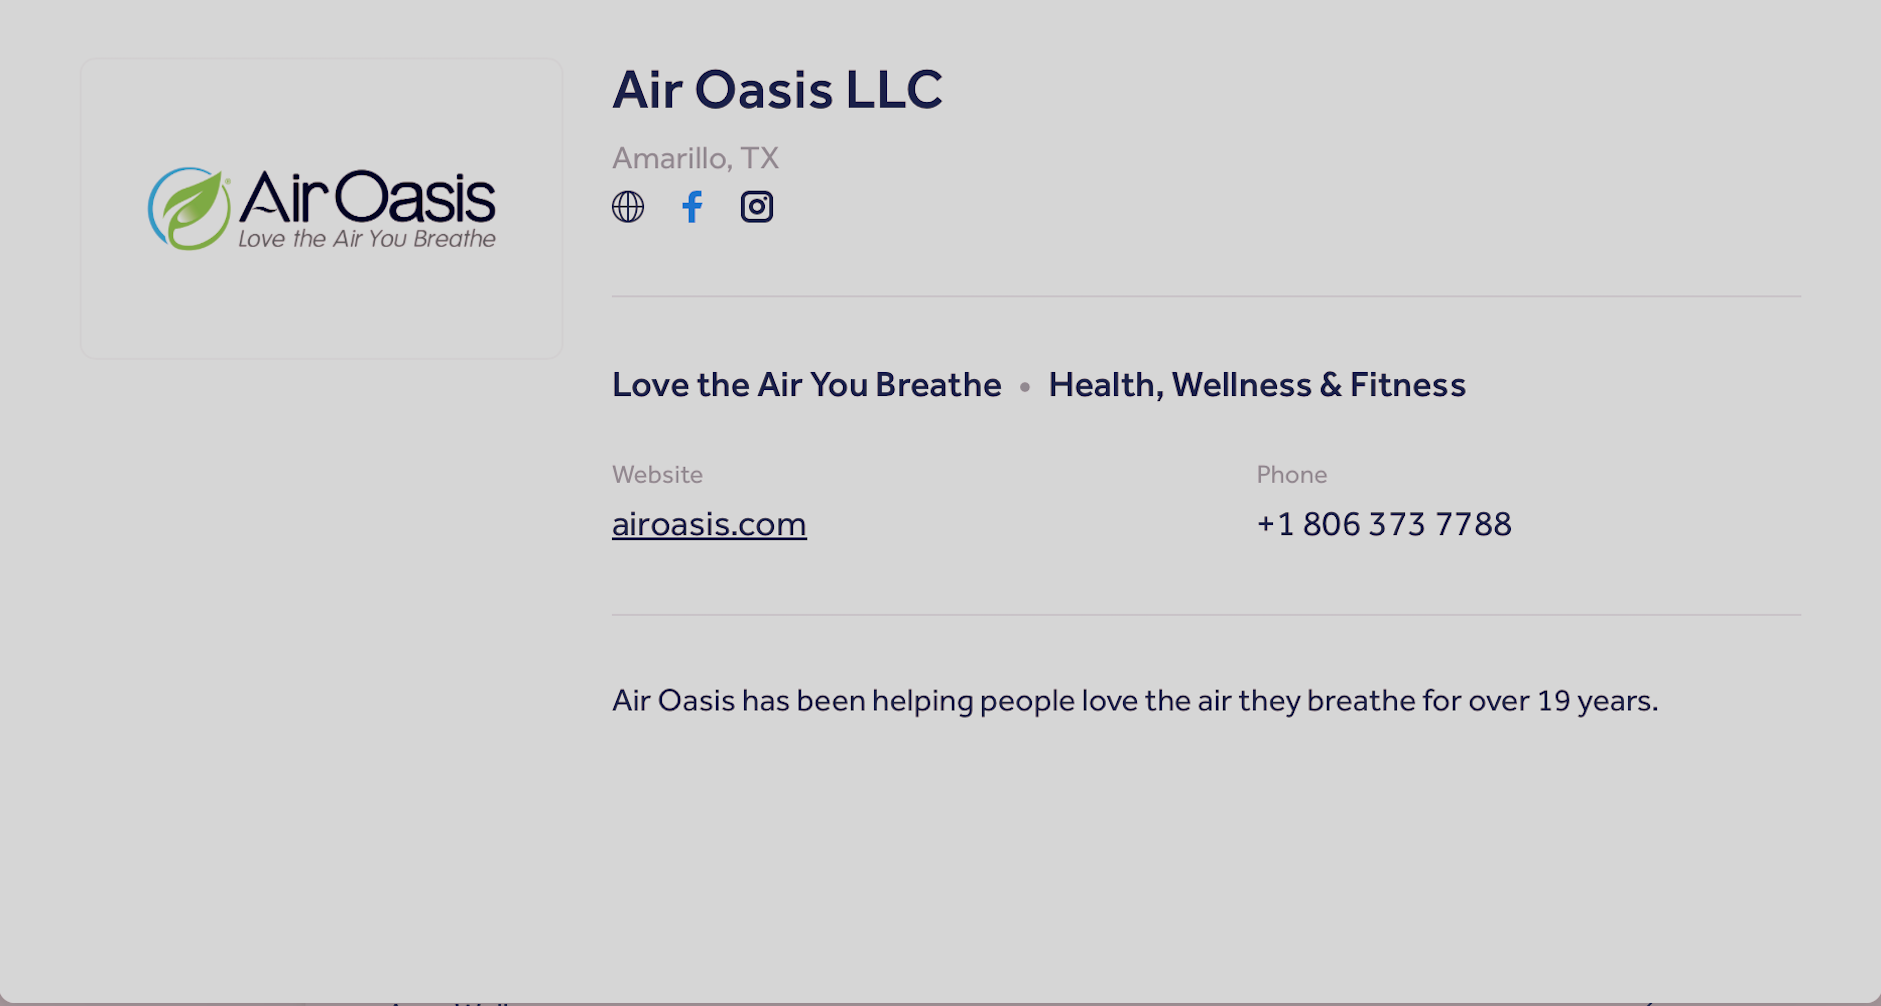 Air Oasis LLC
Amarillo, TX
Air Oasis®
Love the Air You Breathe
Love the Air You Breathe • Health, Wellness & Fitness
Website
Phone
airoasis.com
+1 806 373 7788
Air Oasis has been helping people love the air they breathe for over 19 years.